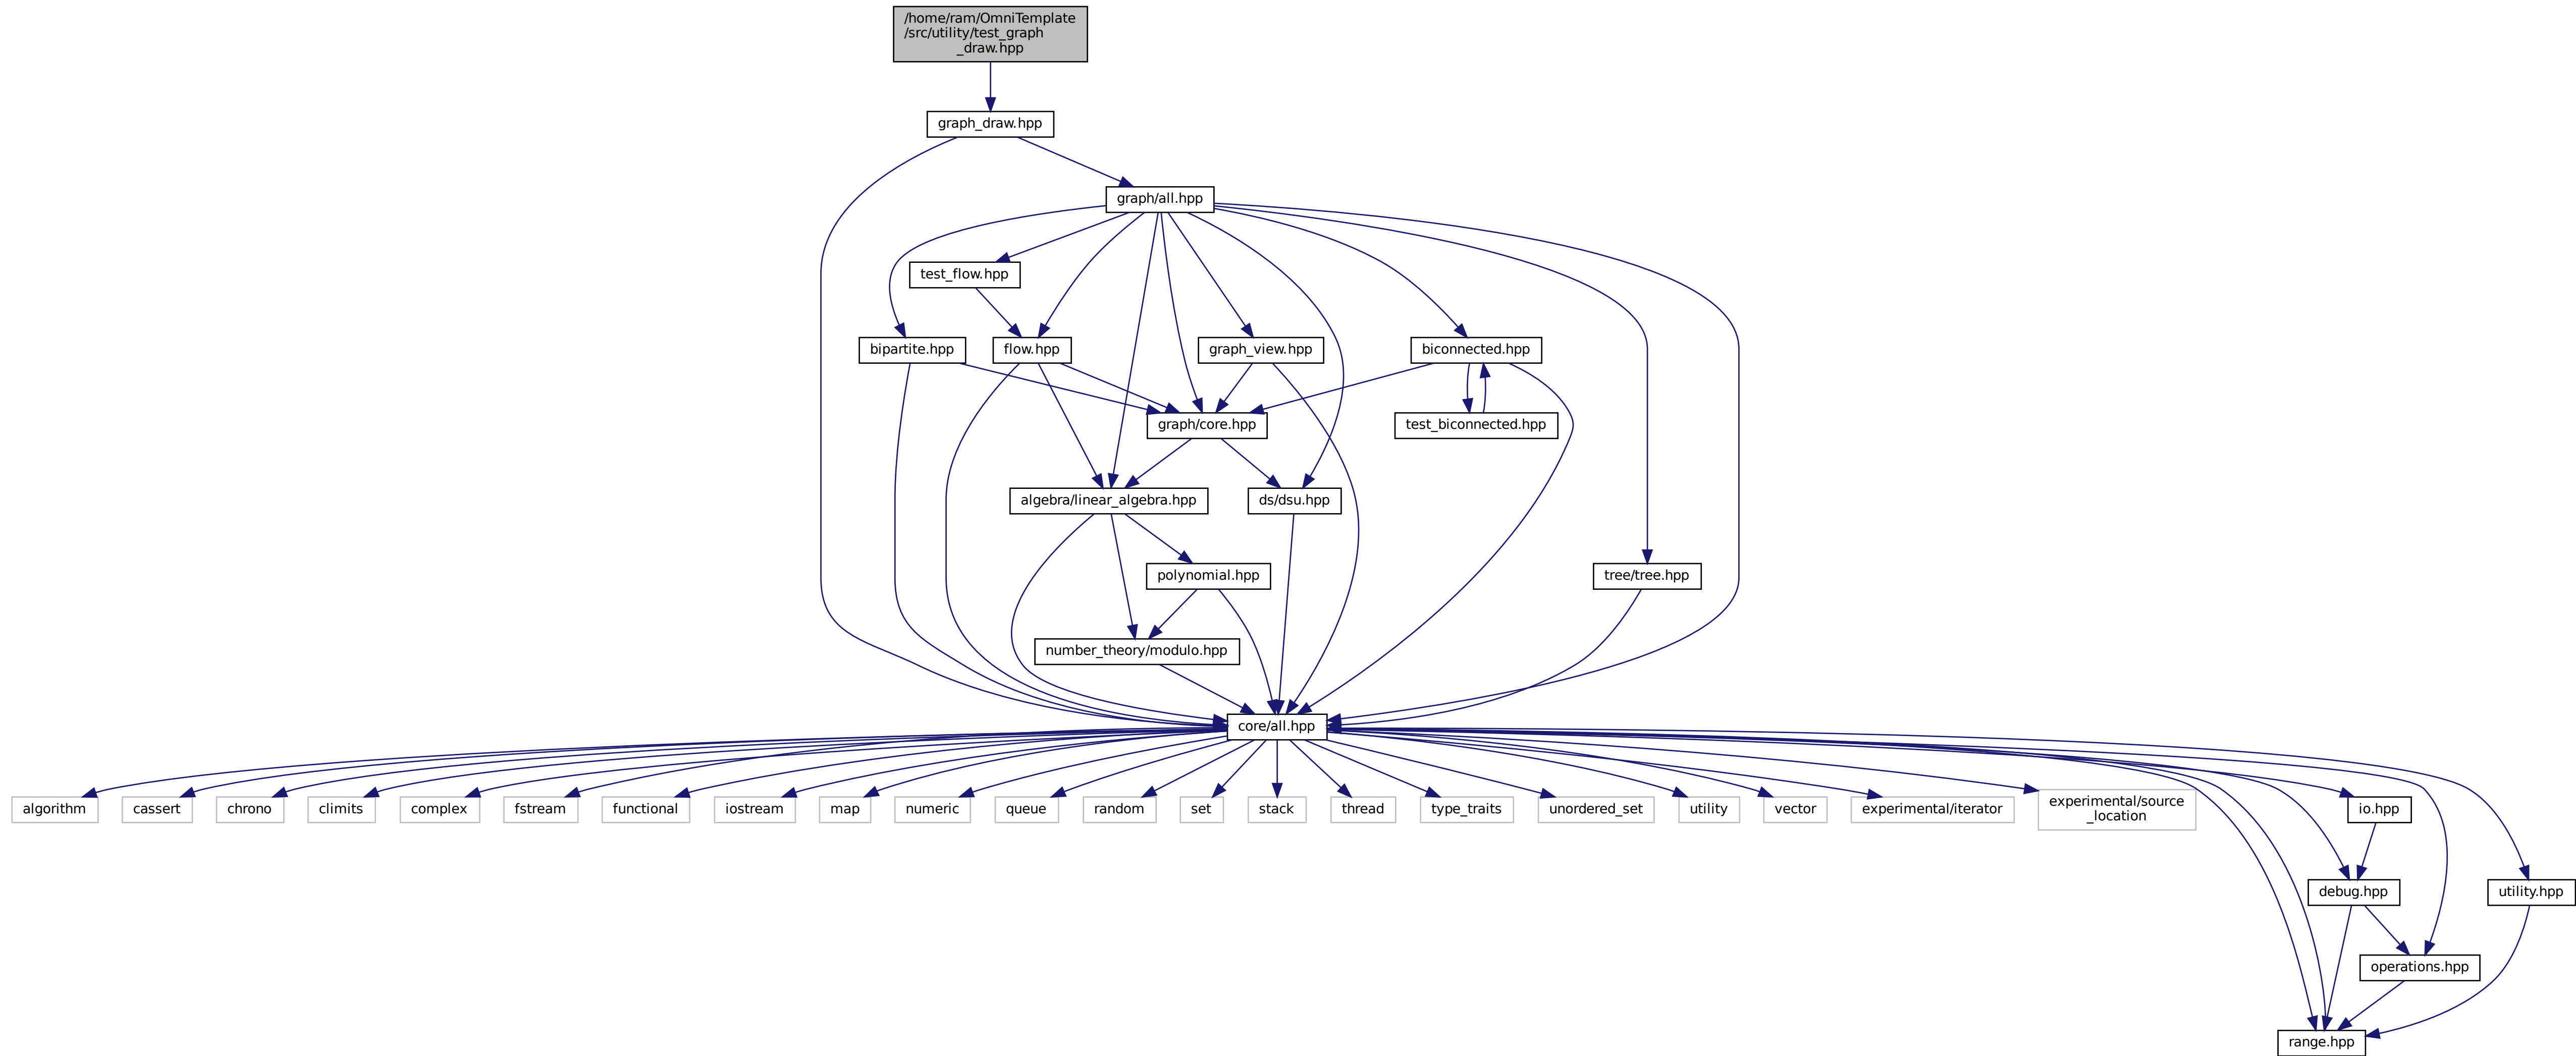 /home/ram/OmniTemplate
/src/utility/test_graph
_draw.hpp
graph_draw.hpp
graph/all.hpp
test_flow.hpp
bipartite.hpp
flow.hpp
graph_view.hpp
biconnected.hpp
graph/core.hpp
test_biconnected.hpp
algebra/linear_algebra.hpp
ds/dsu.hpp
polynomial.hpp
tree/tree.hpp
number_theory/modulo.hpp
core/all.hpp
algorithm
cassert
chrono
climits
complex
fstream
functional
iostream
map
numeric
queue
random
set
stack
thread
type_traits
unordered_set
utility
vector
experimental/iterator
experimental/source
_location
io.hpp
debug.hpp
utility.hpp
operations.hpp
range.hpp